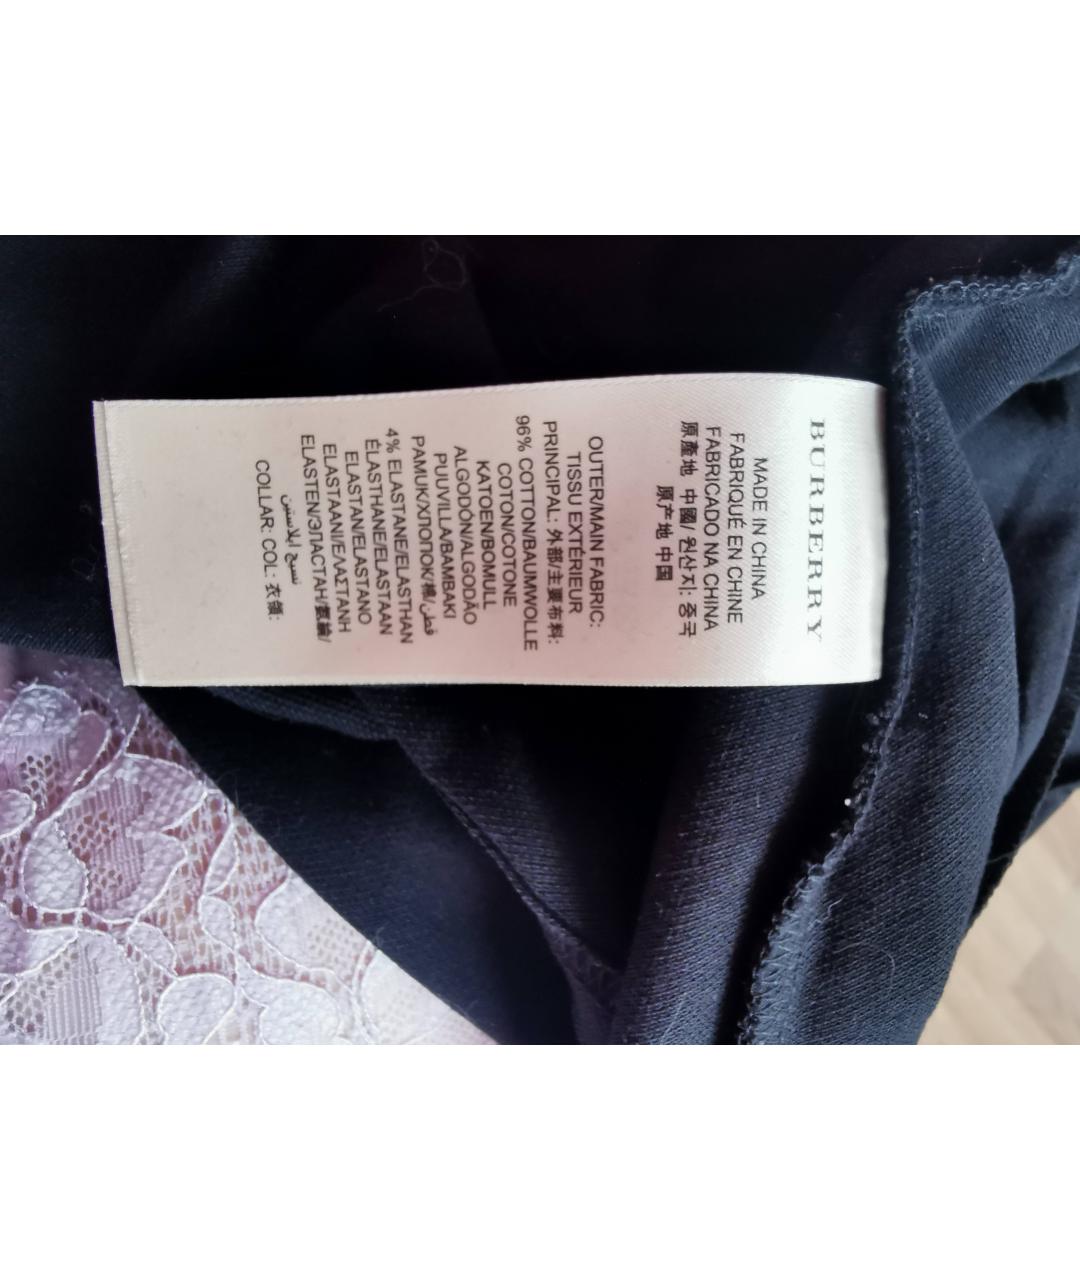 BURBERRY
MADE IN CHINA
FABRIQUÉ EN CHINE
FABRICADO NA CHINA
原產地 中國/ 원산지: 중국
原产地 中国
OUTER/MAIN FABRIC:
TISSU EXTÉRIEUR
PRINCIPAL: 外部/主要布料:
96% COTTON/BAUMWOLLE
COTON/COTONE
KATOEN/BOMULL
ALGODÓN/ALGODÃO
PUUVILLA/BAMBAKI
PAMUK/ХЛОПОК/棉/قطن
4% ELASTANE/ELASTHAN
ÉLASTHANE/ELASTAAN
ELASTAN/ELASTANO
ELASTAANI/ΕΛΑΣΤΑΝΗ
ELASTEN/ЭЛАСТАН/氨綸/
نسيج إيلاستين
COLLAR: COL: 衣領: